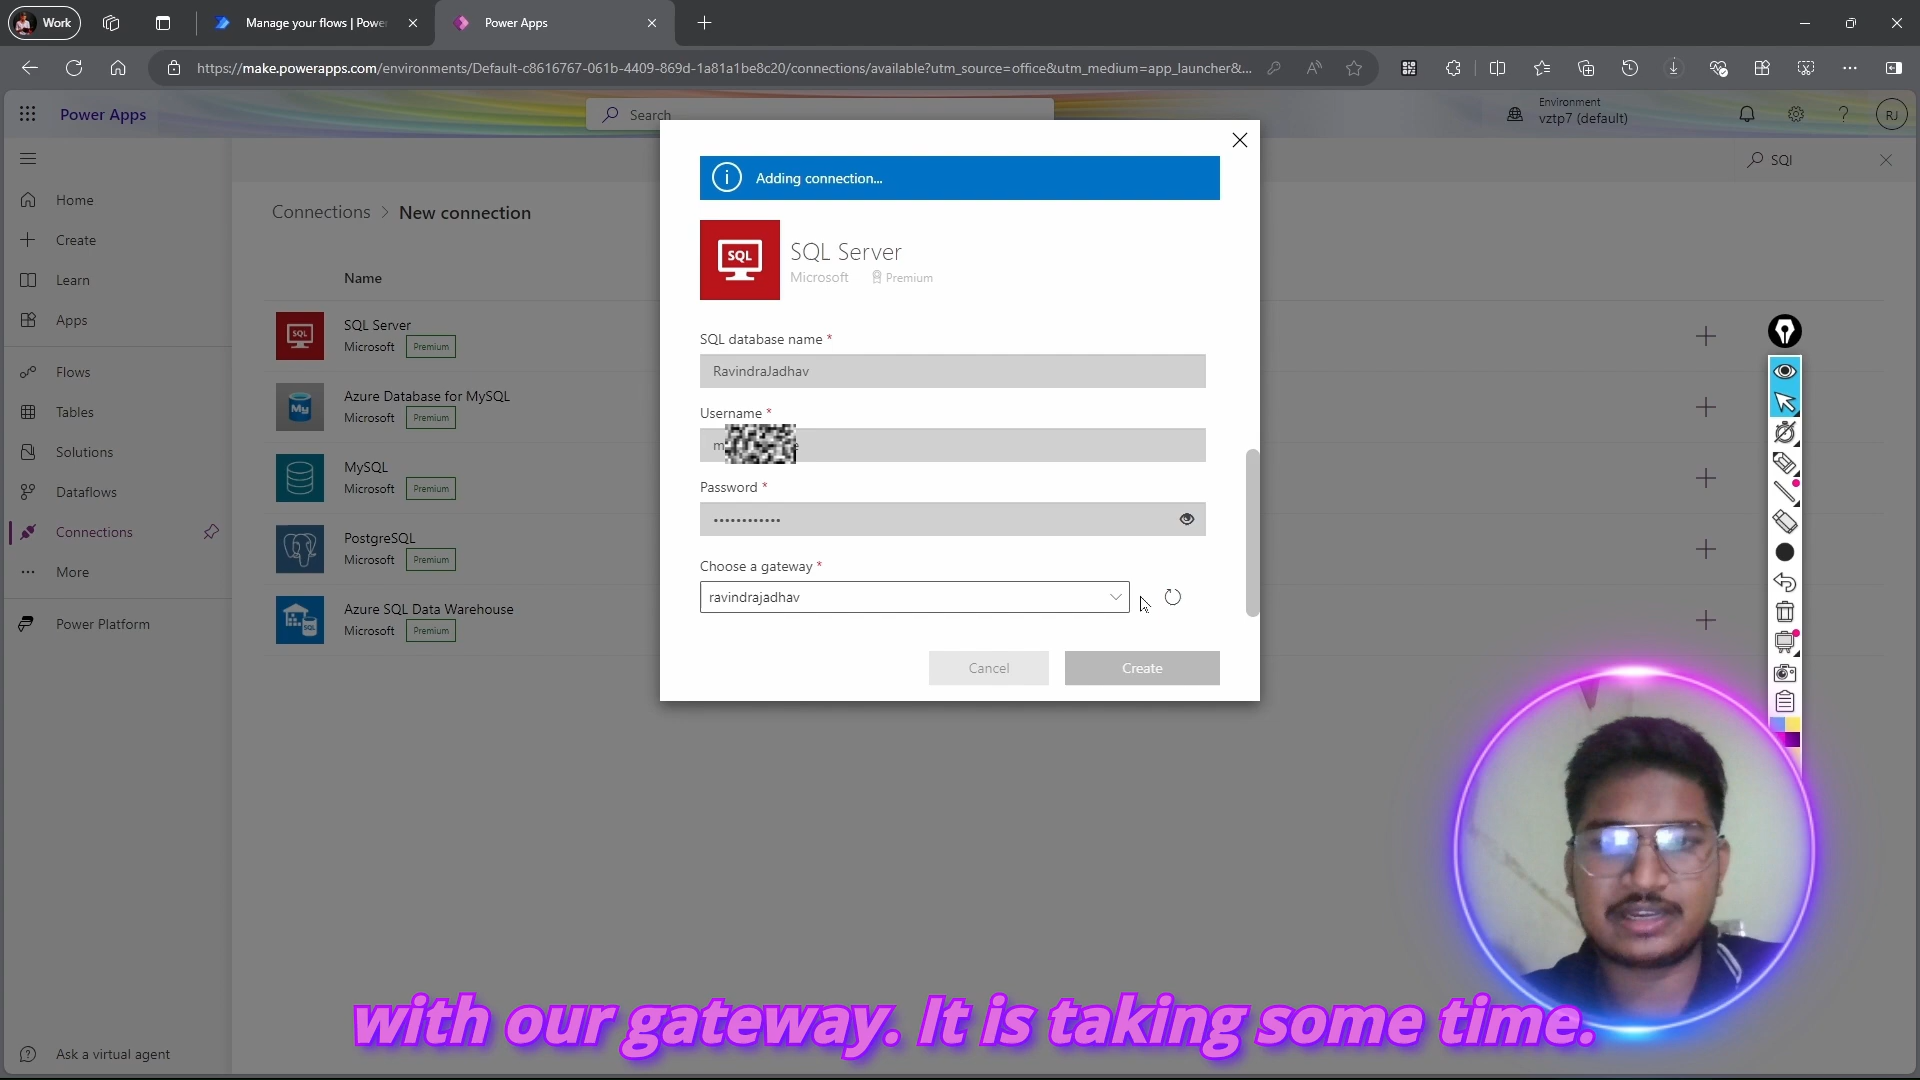 Work
Manage your flows | Powe
Power Apps
https://make.powerapps.com/environments/Default-c8616767-061b-4409-869d-1a81a1be8c20/connections/available?utm_source=office&utm_medium=app_launcher&...
Power Apps
Search
Environment
vztp7 (default)
RJ
SQl
Home
Create
Learn
Apps
Flows
Tables
Solutions
Dataflows
Connections
More
Power Platform
Ask a virtual agent
Connections > New connection
Name
SQL
SQL Server
Microsoft Premium
My
Azure Database for MySQL
Microsoft Premium
MySQL
Microsoft Premium
PostgreSQL
Microsoft Premium
SQL
Azure SQL Data Warehouse
Microsoft Premium
Adding connection...
SQL
SQL Server
Microsoft Premium
SQL database name *
RavindraJadhav
Username *
m
Password *
••••••••••••
Choose a gateway *
ravindrajadhav
Cancel
Create
with our gateway. It is taking some time.